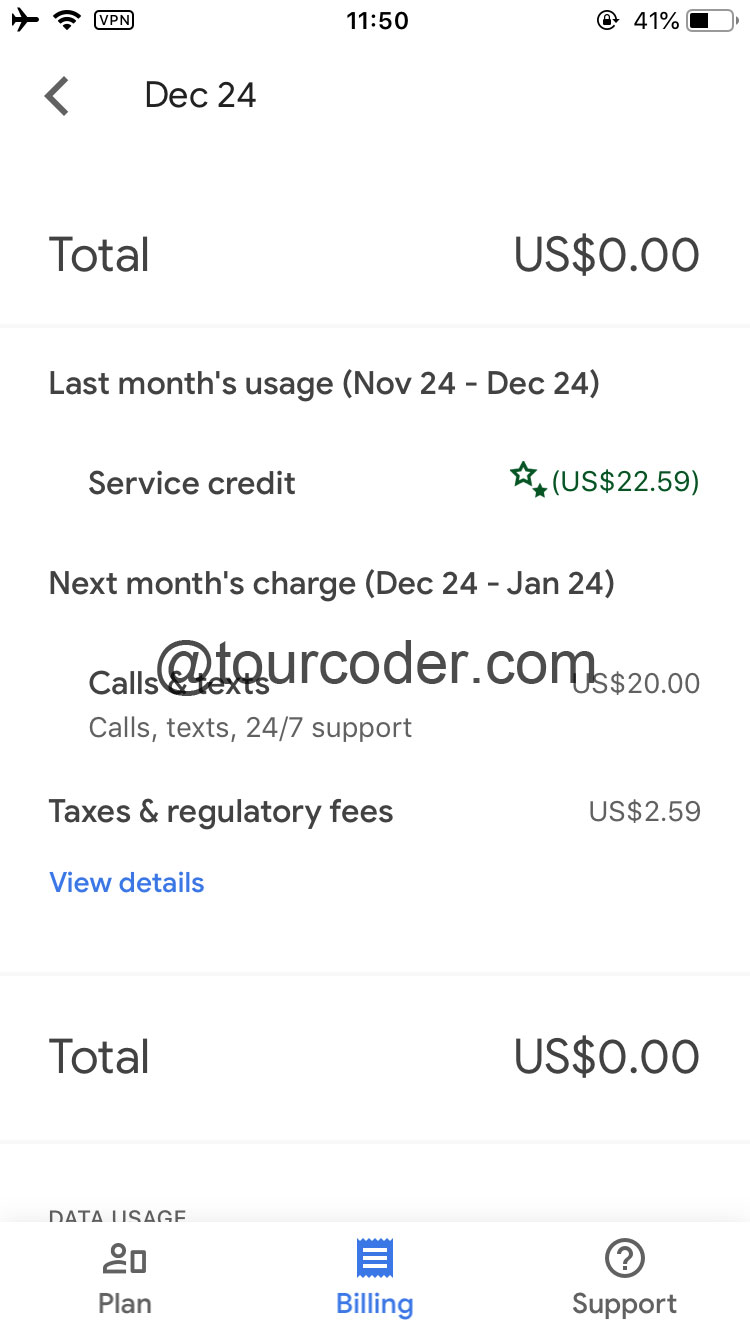 VPN 11:50 41%
Dec 24
Total US$0.00
Last month's usage (Nov 24 - Dec 24)
Service credit (US$22.59)
Next month's charge (Dec 24 - Jan 24)
@tourcoder.com
Calls & texts US$20.00
Calls, texts, 24/7 support
Taxes & regulatory fees US$2.59
View details
Total US$0.00
DATA USAGE
Plan Billing Support